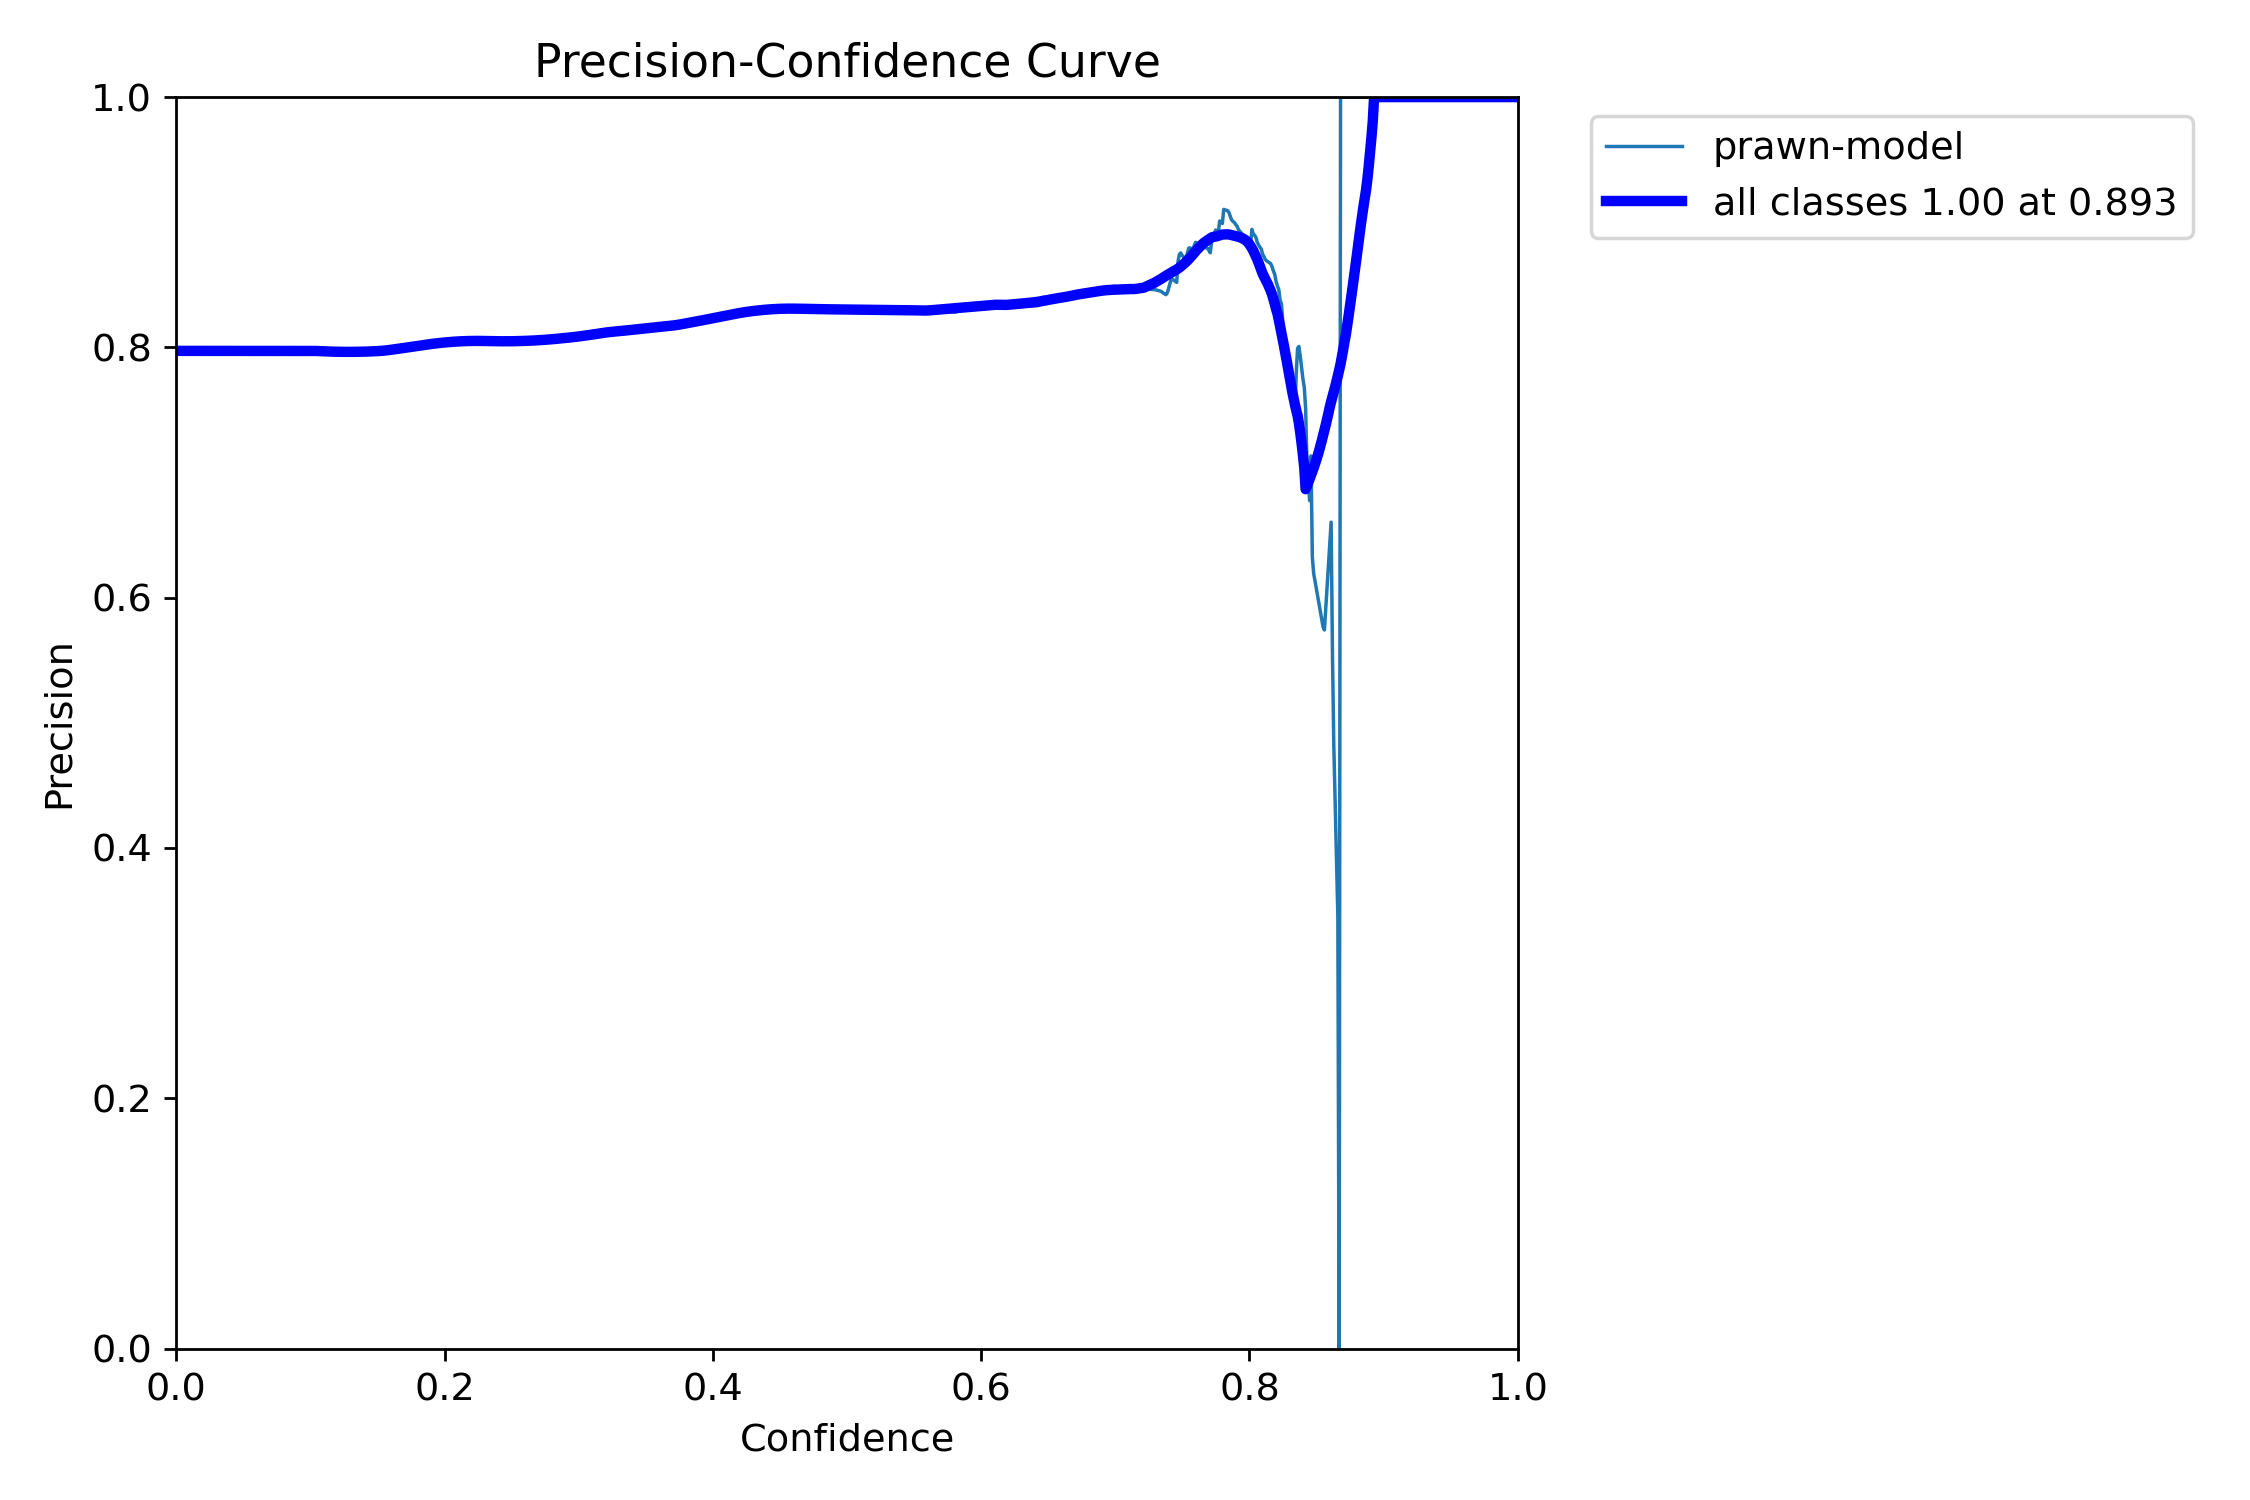 Precision-Confidence Curve
1.0
0.8
0.6
0.4
0.2
0.0
Precision
0.0 0.2 0.4 0.6 0.8 1.0
Confidence
prawn-model
all classes 1.00 at 0.893